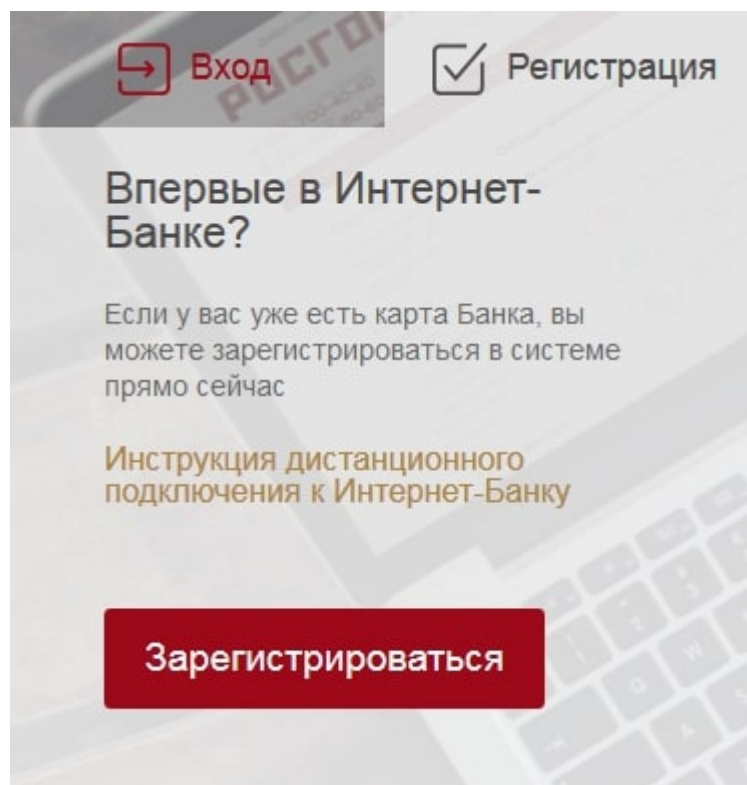 Вход
Регистрация
Впервые в Интернет-
Банке?
Если у вас уже есть карта Банка, вы
можете зарегистрироваться в системе
прямо сейчас
Инструкция дистанционного
подключения к Интернет-Банку
Зарегистрироваться